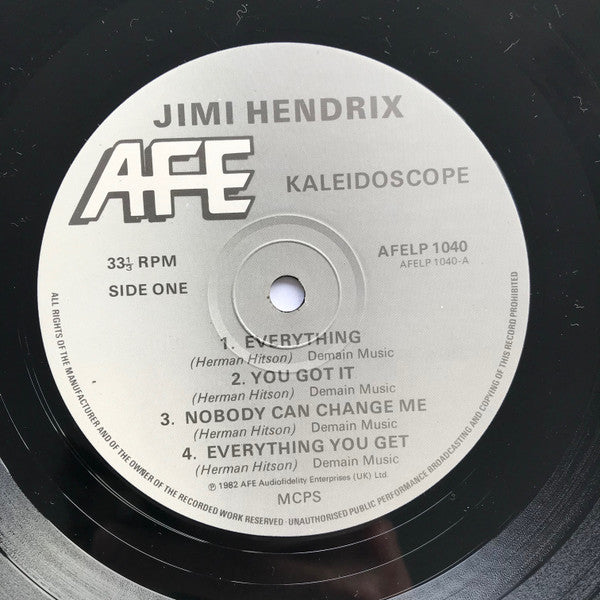 JIMI HENDRIX
AFE
KALEIDOSCOPE
33⅓ RPM
AFELP 1040
AFELP 1040-A
SIDE ONE
1. EVERYTHING
(Herman Hitson) Demain Music
2. YOU GOT IT
(Herman Hitson) Demain Music
3. NOBODY CAN CHANGE ME
(Herman Hitson) Demain Music
4. EVERYTHING YOU GET
(Herman Hitson) Demain Music
℗ 1982 AFE Audiofidelity Enterprises (UK) Ltd.
MCPS
ALL RIGHTS OF THE MANUFACTURER AND OF THE OWNER OF THE RECORDED WORK RESERVED · UNAUTHORISED PUBLIC PERFORMANCE BROADCASTING AND COPYING OF THIS RECORD PROHIBITED